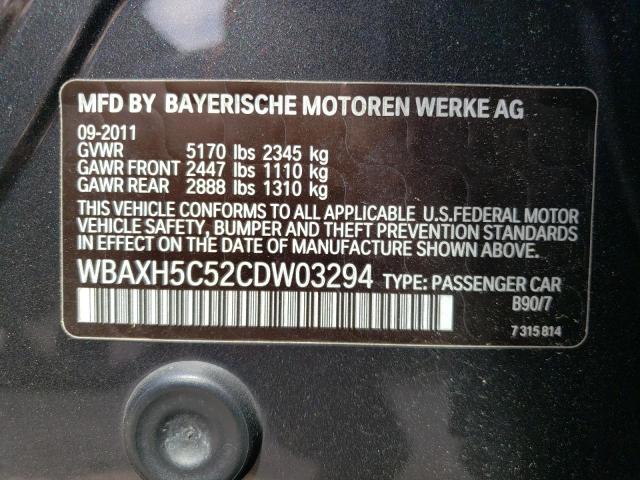 MFD BY BAYERISCHE MOTOREN WERKE AG
09-2011
GVWR 5170 lbs 2345 kg
GAWR FRONT 2447 lbs 1110 kg
GAWR REAR 2888 lbs 1310 kg
THIS VEHICLE CONFORMS TO ALL APPLICABLE U.S.FEDERAL MOTOR
VEHICLE SAFETY, BUMPER AND THEFT PREVENTION STANDARDS
IN EFFECT ON THE DATE OF MANUFACTURE SHOWN ABOVE.
WBAXH5C52CDW03294 TYPE: PASSENGER CAR
B90/7
7 315 814